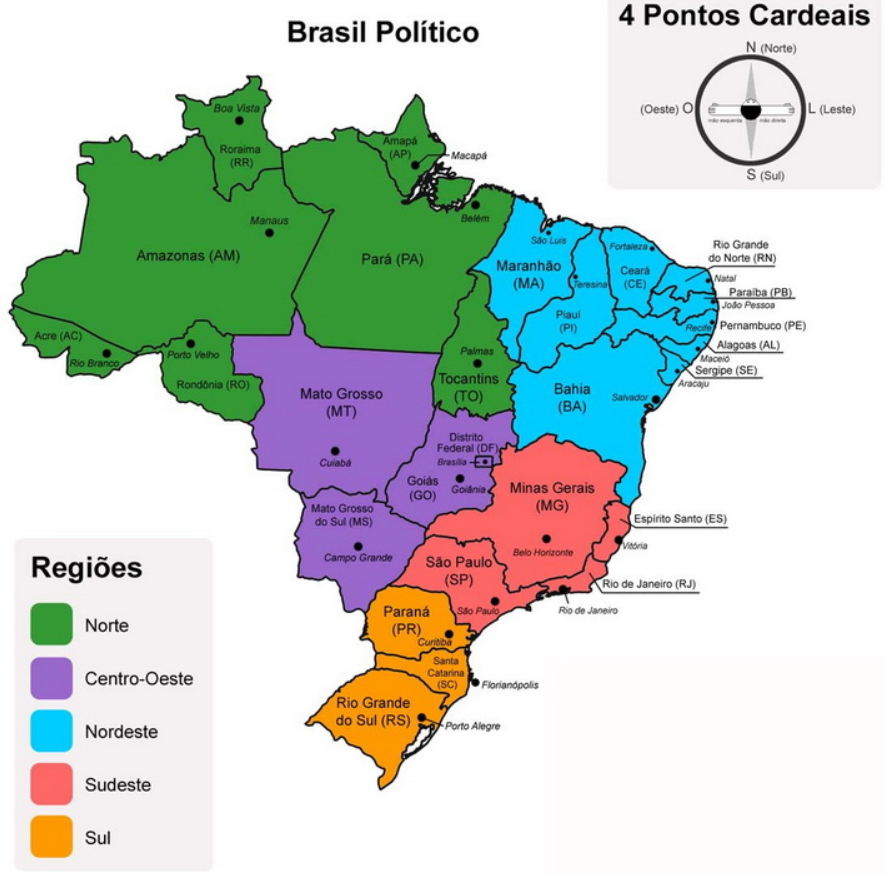 Brasil Político
4 Pontos Cardeais
N (Norte)
(Oeste) O
L (Leste)
mão esquerda
mão direita
S (Sul)
Boa Vista
Roraima
(RR)
Amapá
(AP)
Macapá
Manaus
Belém
Amazonas (AM)
Pará (PA)
São Luis
Maranhão
(MA)
Teresina
Fortaleza
Ceará
(CE)
Rio Grande
do Norte (RN)
Natal
Paraíba (PB)
João Pessoa
Piauí
(PI)
Recife
Pernambuco (PE)
Alagoas (AL)
Maceió
Sergipe (SE)
Aracaju
Acre (AC)
Rio Branco
Porto Velho
Rondônia (RO)
Palmas
Tocantins
(TO)
Mato Grosso
(MT)
Cuiabá
Bahia
(BA)
Salvador
Distrito
Federal (DF)
Brasília
Goiás
(GO)
Goiânia
Minas Gerais
(MG)
Belo Horizonte
Mato Grosso
do Sul (MS)
Campo Grande
Espírito Santo (ES)
Vitória
São Paulo
(SP)
São Paulo
Rio de Janeiro (RJ)
Rio de Janeiro
Paraná
(PR)
Curitiba
Santa
Catarina
(SC)
Florianópolis
Rio Grande
do Sul (RS)
Porto Alegre
Regiões
Norte
Centro-Oeste
Nordeste
Sudeste
Sul